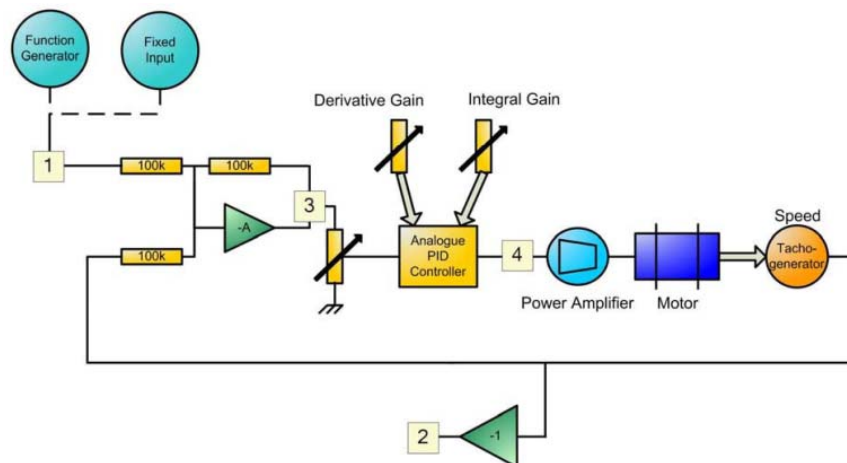 Function
Generator
Fixed
Input
Derivative Gain
Integral Gain
1
100k
100k
3
-A
100k
Analogue
PID
Controller
4
Power Amplifier
Motor
Speed
Tacho-
generator
2
-1